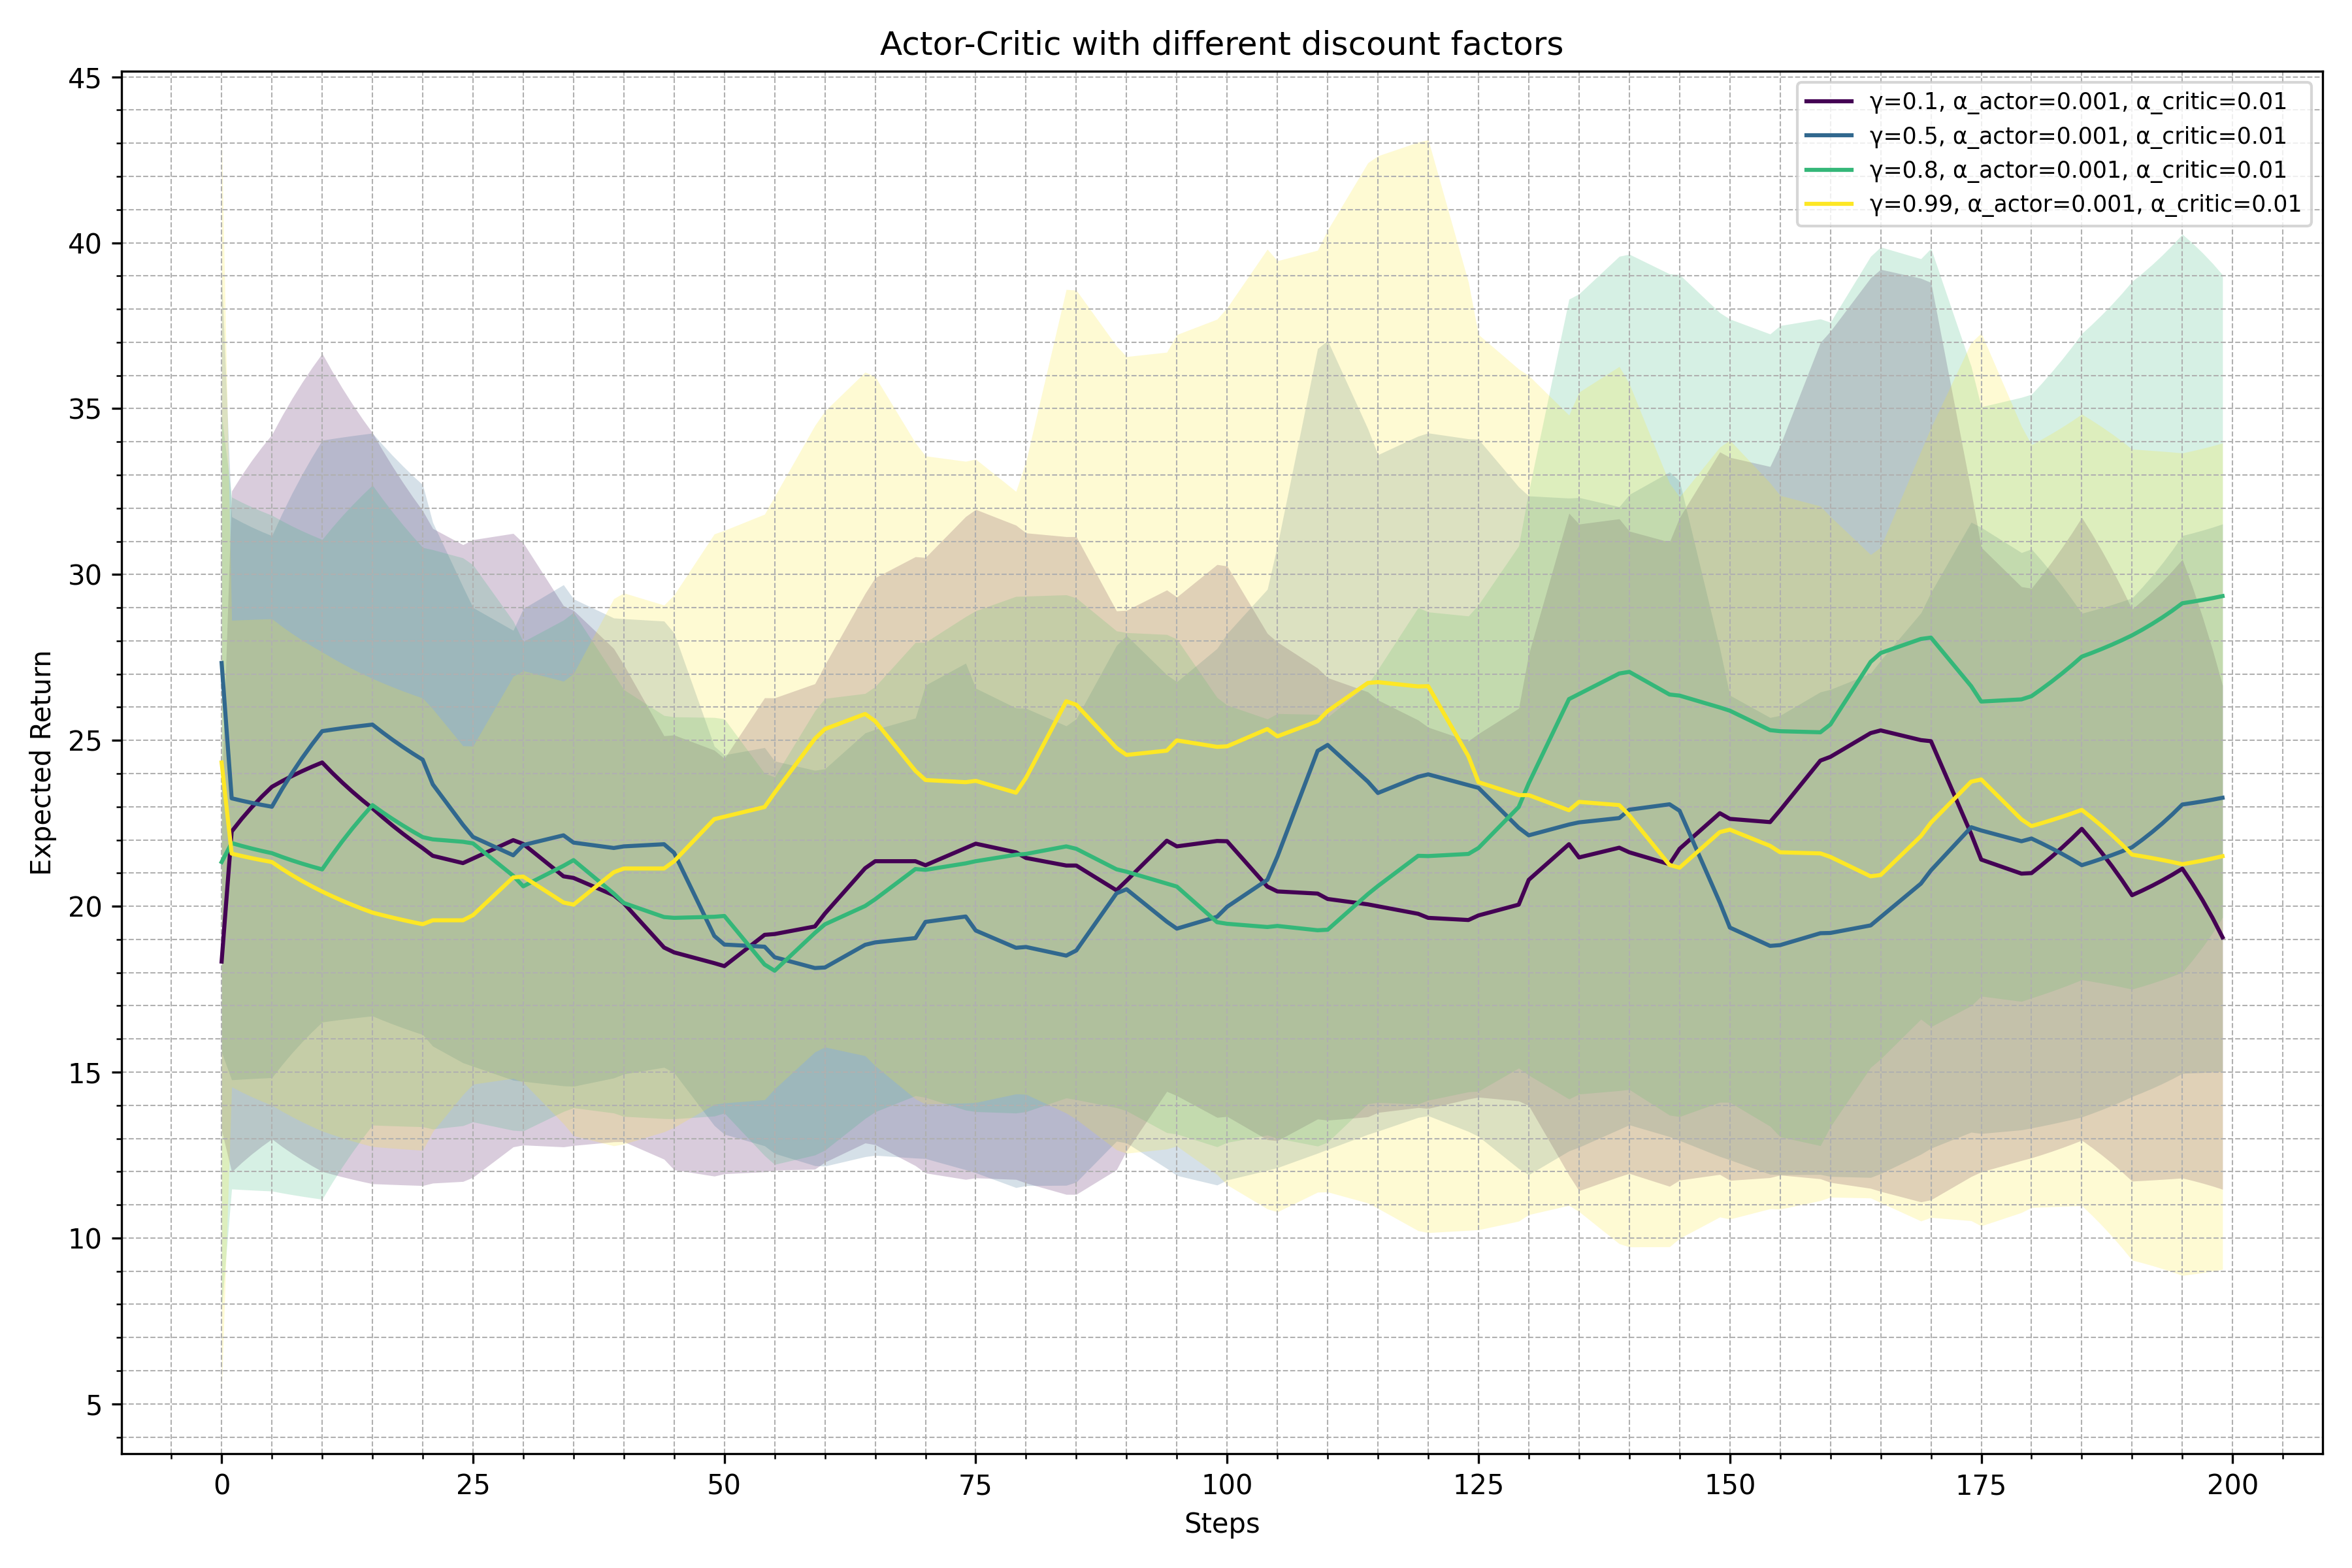 Actor-Critic with different discount factors
γ=0.1, α_actor=0.001, α_critic=0.01
γ=0.5, α_actor=0.001, α_critic=0.01
γ=0.8, α_actor=0.001, α_critic=0.01
γ=0.99, α_actor=0.001, α_critic=0.01
Expected Return
45
40
35
30
25
20
15
10
5
0 25 50 75 100 125 150 175 200
Steps